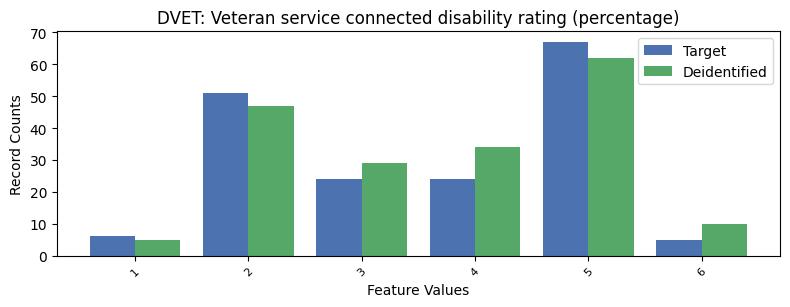 DVET: Veteran service connected disability rating (percentage)
Target
Deidentified
Record Counts
70
60
50
40
30
20
10
0
1 2 3 4 5 6
Feature Values